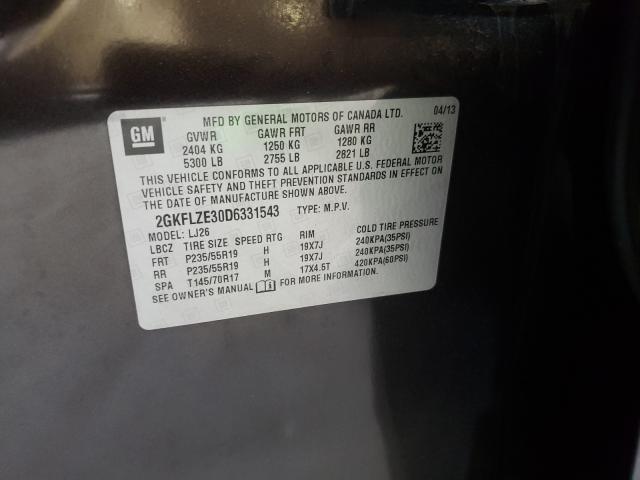 GM
MFD BY GENERAL MOTORS OF CANADA LTD. 04/13
GVWR GAWR FRT GAWR RR
2404 KG 1250 KG 1280 KG
5300 LB 2755 LB 2821 LB
THIS VEHICLE CONFORMS TO ALL APPLICABLE U.S. FEDERAL MOTOR
VEHICLE SAFETY AND THEFT PREVENTION STANDARDS IN EFFECT ON
THE DATE OF MANUFACTURE SHOWN ABOVE.
2GKFLZE30D6331543 TYPE: M.P.V.
MODEL: LJ26
LBCZ TIRE SIZE SPEED RTG RIM COLD TIRE PRESSURE
FRT P235/55R19 H 19X7J 240KPA(35PSI)
RR P235/55R19 H 19X7J 240KPA(35PSI)
SPA T145/70R17 M 17X4.5T 420KPA(60PSI)
SEE OWNER'S MANUAL FOR MORE INFORMATION.